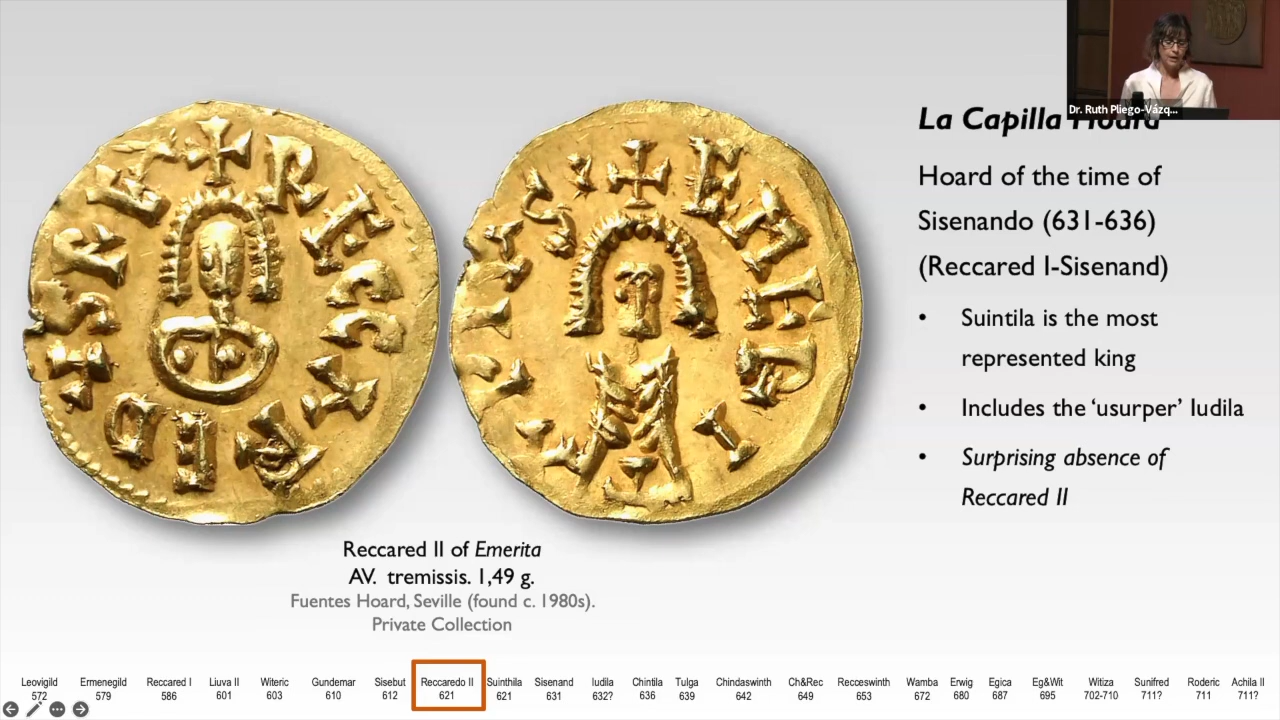 Dr. Ruth Pliego-Vázq...
La Capilla Hoard
Hoard of the time of
Sisenando (631-636)
(Reccared I-Sisenand)
• Suintila is the most
represented king
• Includes the ‘usurper’ Iudila
• Surprising absence of
Reccared II
Reccared II of Emerita
AV. tremissis. 1,49 g.
Fuentes Hoard, Seville (found c. 1980s).
Private Collection
Leovigild Ermenegild Reccared I Liuva II Witeric Gundemar Sisebut Reccaredo II Sunthila Sisenand Iudila Chintila Tulga Chindaswinth Ch&Rec Recceswinth Wamba Erwig Egica Eg&Wit Witiza Sunifred Roderic Achila II
572 579 586 601 603 610 612 621 621 631 632? 636 639 642 649 653 672 680 687 695 702-710 711? 711 711?